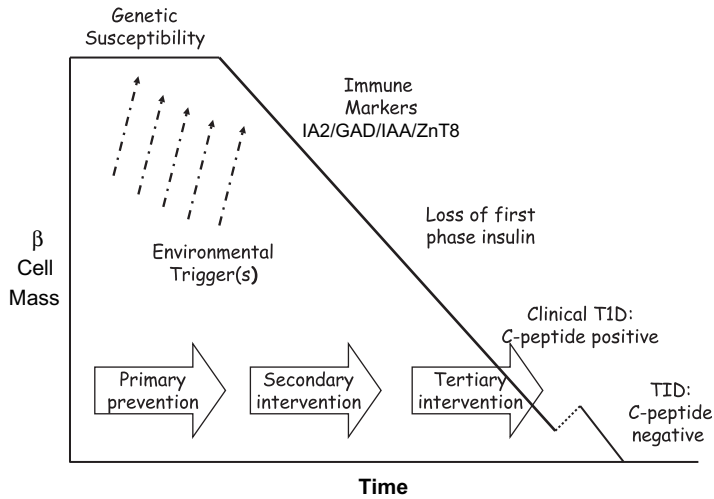 Genetic
Susceptibility
Immune
Markers
IA2/GAD/IAA/ZnT8
Loss of first
phase insulin
Environmental
Trigger(s)
β
Cell
Mass
Clinical T1D:
C-peptide positive
Primary
prevention
Secondary
intervention
Tertiary
intervention
TID:
C-peptide
negative
Time